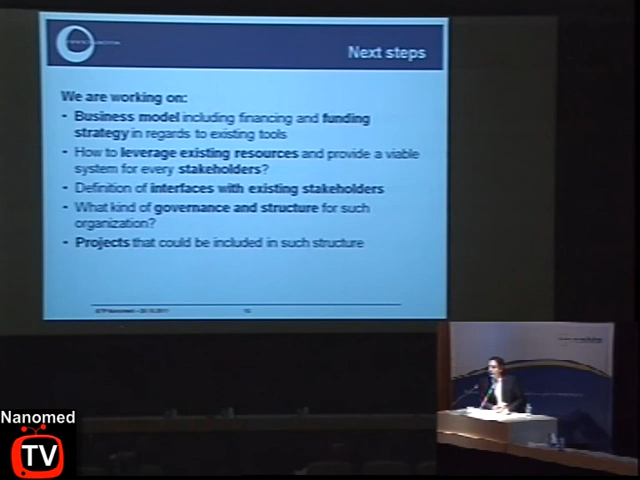 Next steps
We are working on:
• Business model including financing and funding
strategy in regards to existing tools
• How to leverage existing resources and provide a viable
system for every stakeholders?
• Definition of interfaces with existing stakeholders
• What kind of governance and structure for such
organization?
• Projects that could be included in such structure
Nanomed
TV